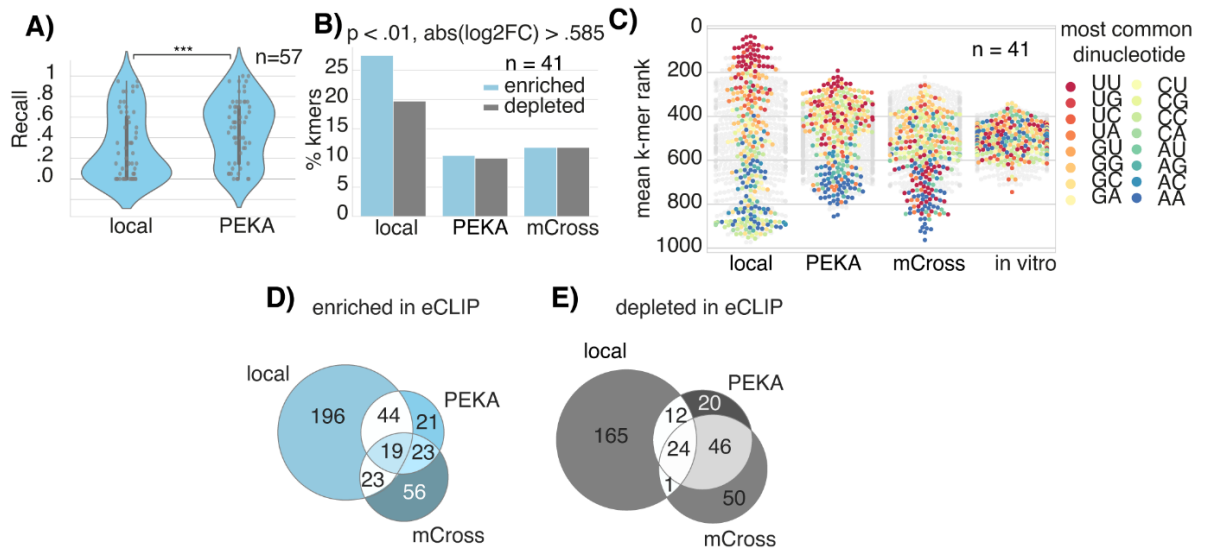 A)
***
n=57
Recall
1
.8
.6
.4
.2
.0
local
PEKA
B)
p < .01, abs(log2FC) > .585
n = 41
enriched
depleted
% kmers
25
20
15
10
5
0
local
PEKA
mCross
C)
n = 41
mean k-mer rank
0
200
400
600
800
1000
local
PEKA
mCross
in vitro
most common
dinucleotide
UU
UG
UC
UA
GU
GG
GC
GA
CU
CG
CC
CA
AU
AG
AC
AA
D)
enriched in eCLIP
local
PEKA
196
44
21
19
23
23
56
mCross
E)
depleted in eCLIP
local
PEKA
165
12
20
24
46
1
50
mCross